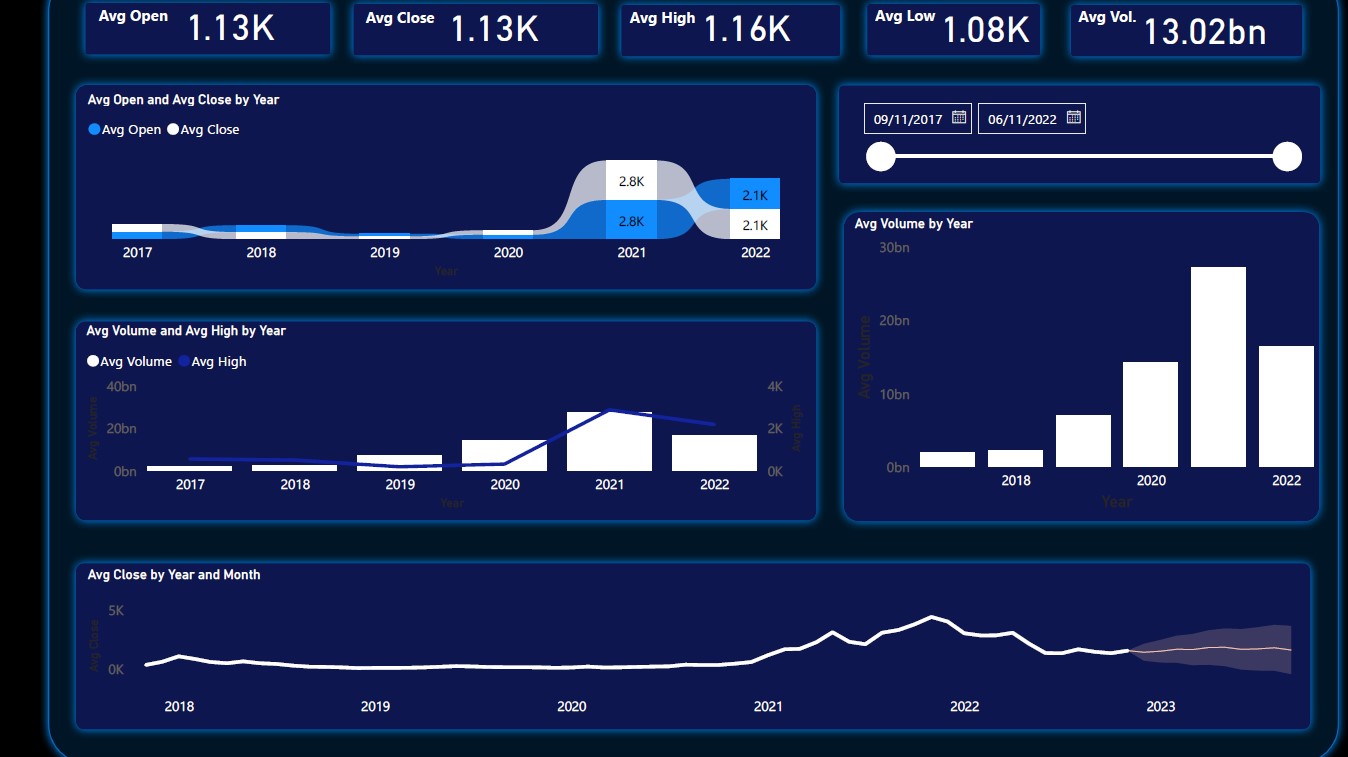 Avg Open 1.13K
Avg Close 1.13K
Avg High 1.16K
Avg Low 1.08K
Avg Vol. 13.02bn
Avg Open and Avg Close by Year
Avg Open Avg Close
2.8K
2.8K
2.1K
2.1K
2017 2018 2019 2020 2021 2022
Year
09/11/2017 06/11/2022
Avg Volume by Year
Avg Volume
30bn
20bn
10bn
0bn
2018 2020 2022
Year
Avg Volume and Avg High by Year
Avg Volume Avg High
Avg Volume
40bn
20bn
0bn
4K
2K
0K
Avg High
2017 2018 2019 2020 2021 2022
Year
Avg Close by Year and Month
Avg Close
5K
0K
2018 2019 2020 2021 2022 2023